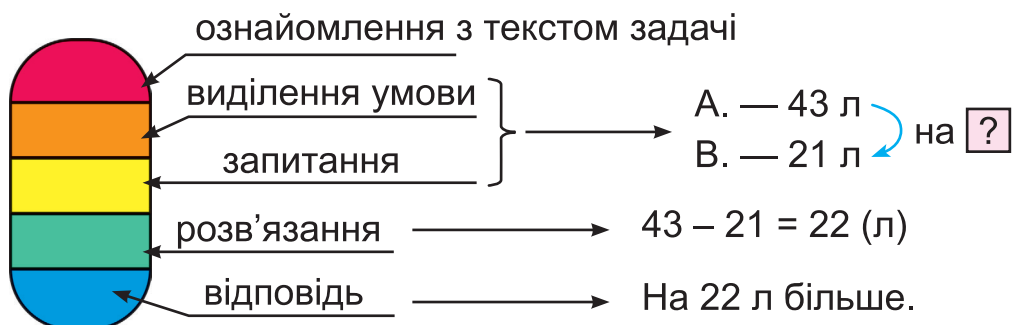 ознайомлення з текстом задачі
виділення умови
запитання
А. — 43 л
В. — 21 л
на ?
розв’язання
43 – 21 = 22 (л)
відповідь
На 22 л більше.